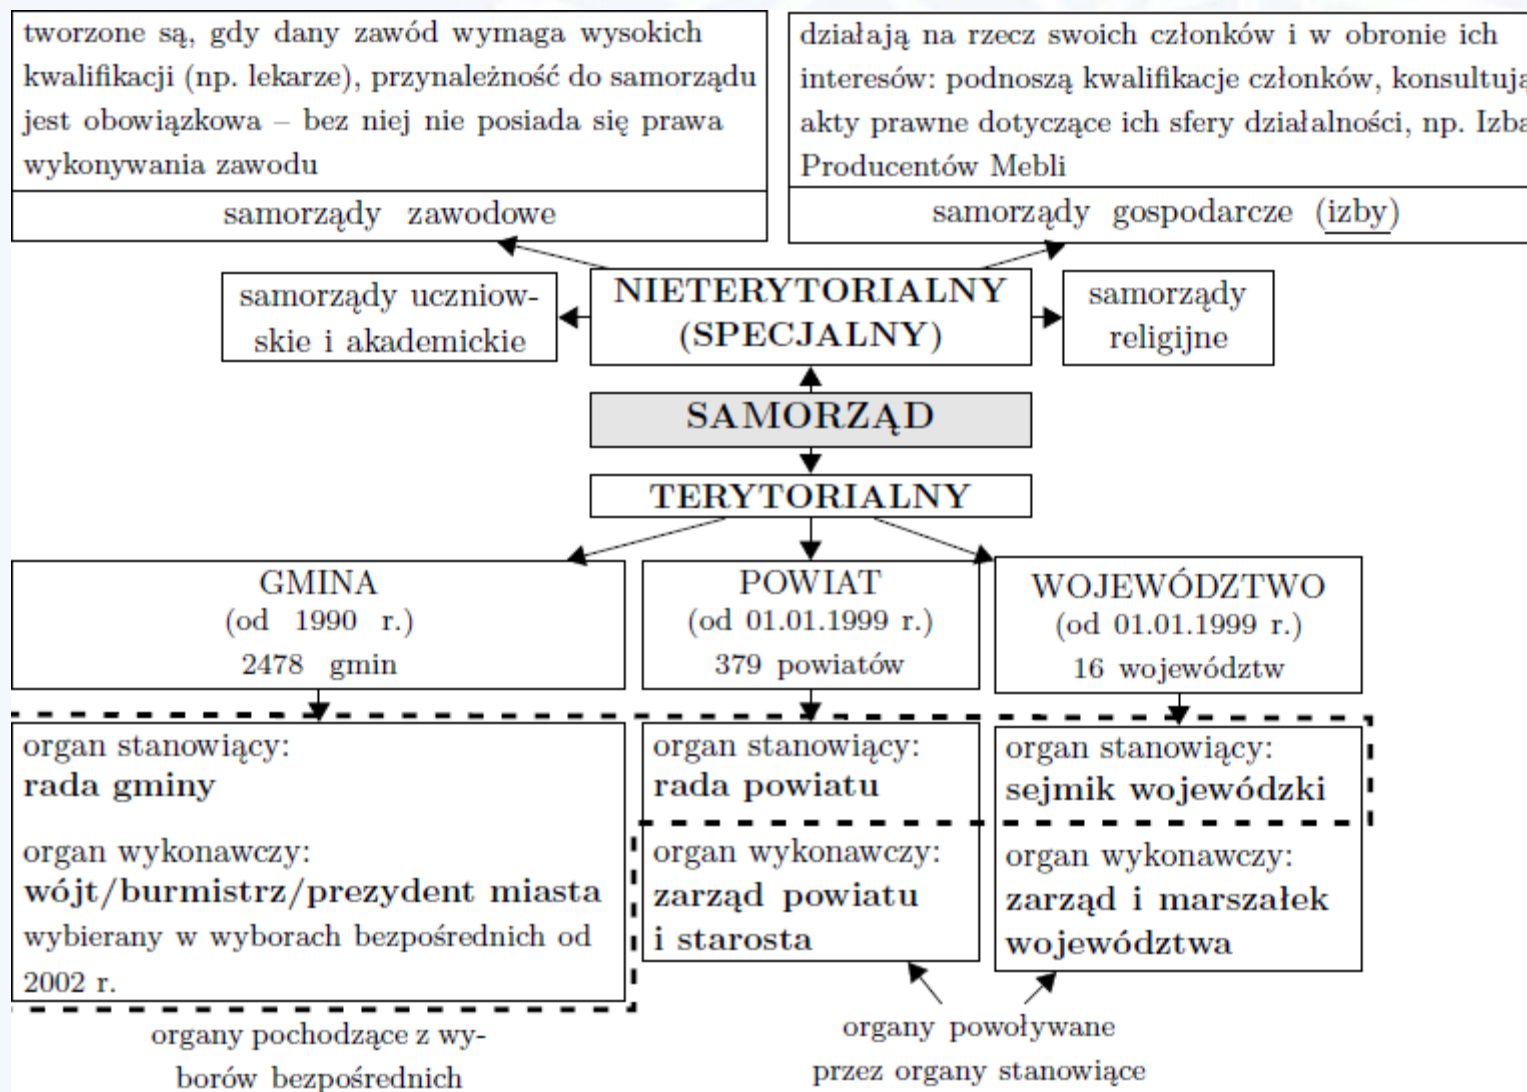 tworzone są, gdy dany zawód wymaga wysokich
kwalifikacji (np. lekarze), przynależność do samorządu
jest obowiązkowa – bez niej nie posiada się prawa
wykonywania zawodu
samorządy zawodowe
działają na rzecz swoich członków i w obronie ich
interesów: podnoszą kwalifikacje członków, konsultują
akty prawne dotyczące ich sfery działalności, np. Izba
Producentów Mebli
samorządy gospodarcze (izby)
samorządy uczniow-
skie i akademickie
NIETERYTORIALNY
(SPECJALNY)
samorządy
religijne
SAMORZĄD
TERYTORIALNY
GMINA
(od 1990 r.)
2478 gmin
POWIAT
(od 01.01.1999 r.)
379 powiatów
WOJEWÓDZTWO
(od 01.01.1999 r.)
16 województw
organ stanowiący:
rada gminy
organ wykonawczy:
wójt/burmistrz/prezydent miasta
wybierany w wyborach bezpośrednich od
2002 r.
organ stanowiący:
rada powiatu
organ wykonawczy:
zarząd powiatu
i starosta
organ stanowiący:
sejmik wojewódzki
organ wykonawczy:
zarząd i marszałek
województwa
organy pochodzące z wy-
borów bezpośrednich
organy powoływane
przez organy stanowiące